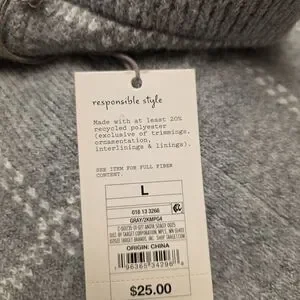 responsible style
Made with at least 20%
recycled polyester
(exclusive of trimmings,
ornamentation,
interlinings & linings).
SEE ITEM FOR FULL FIBER
CONTENT.
L
018 13 3266
GRAY/2KMPG4
ORIGIN: CHINA
$25.00